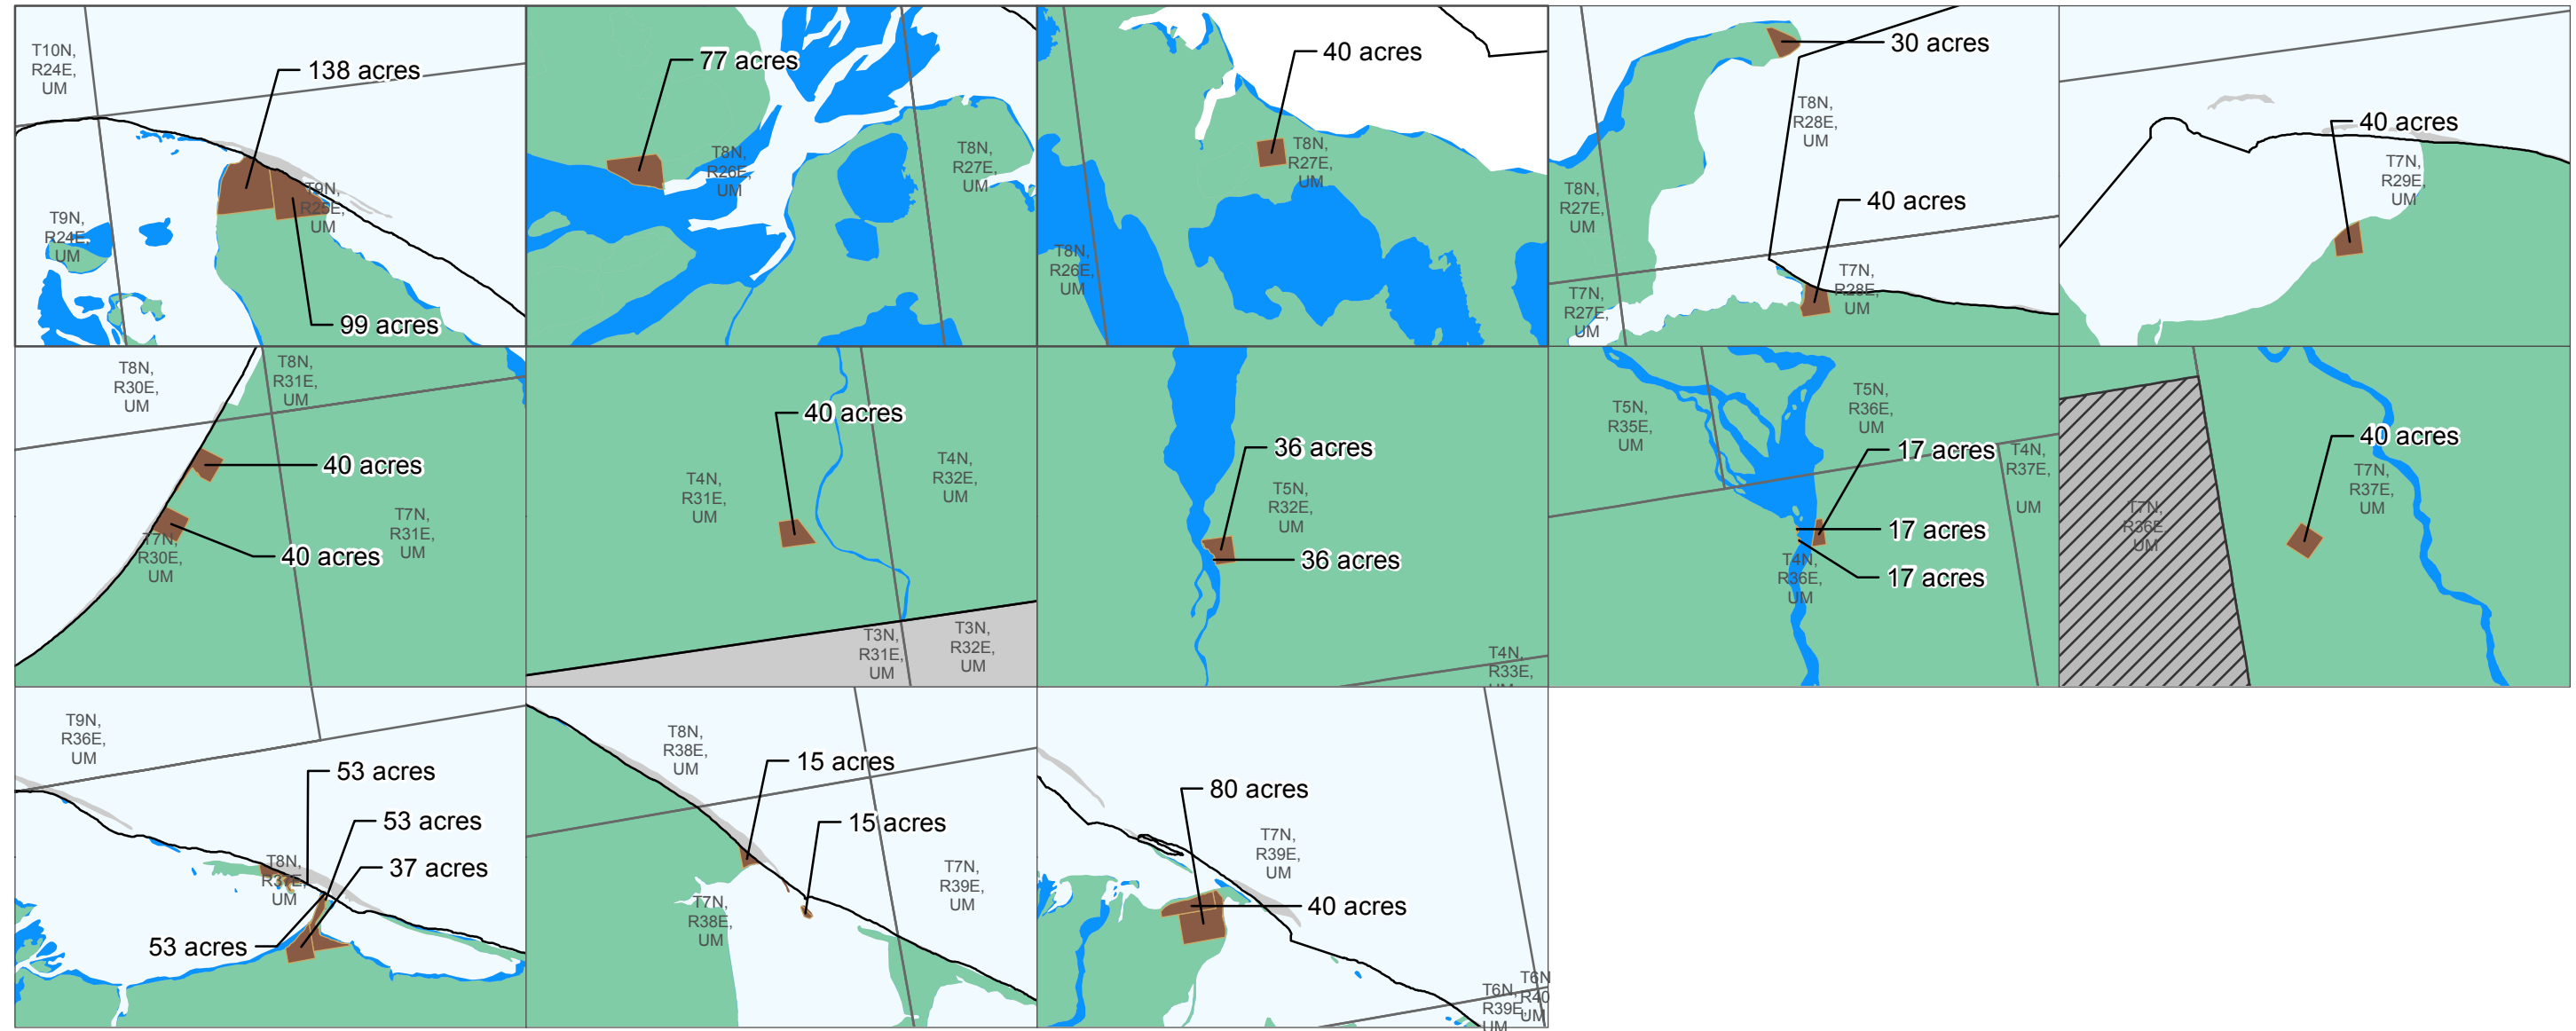 T10N,
R24E,
UM
138 acres
T9N,
R24E,
UM
T9N,
R25E,
UM
99 acres
77 acres
T8N,
R26E,
UM
T8N,
R27E,
UM
40 acres
T8N,
R27E,
UM
T8N,
R26E,
UM
30 acres
T8N,
R28E,
UM
T8N,
R27E,
UM
40 acres
T7N,
R28E,
UM
T7N,
R27E,
UM
40 acres
T7N,
R29E,
UM
T8N,
R30E,
UM
T8N,
R31E,
UM
40 acres
T7N,
R31E,
UM
40 acres
T7N,
R30E,
UM
40 acres
T4N,
R31E,
UM
T4N,
R32E,
UM
T3N,
R31E,
UM
T3N,
R32E,
UM
36 acres
T5N,
R32E,
UM
36 acres
T4N,
R33E,
UM
T5N,
R35E,
UM
T5N,
R36E,
UM
17 acres
T4N,
R37E,
UM
17 acres
17 acres
T4N,
R36E,
UM
40 acres
T7N,
R37E,
UM
T7N,
R36E
UM
T9N,
R36E,
UM
53 acres
53 acres
37 acres
T8N,
R37E,
UM
53 acres
T8N,
R38E,
UM
15 acres
15 acres
T7N,
R39E,
UM
T7N,
R38E,
UM
80 acres
T7N,
R39E,
UM
40 acres
T6N,
R39E,
UM
T6N
R40
UM